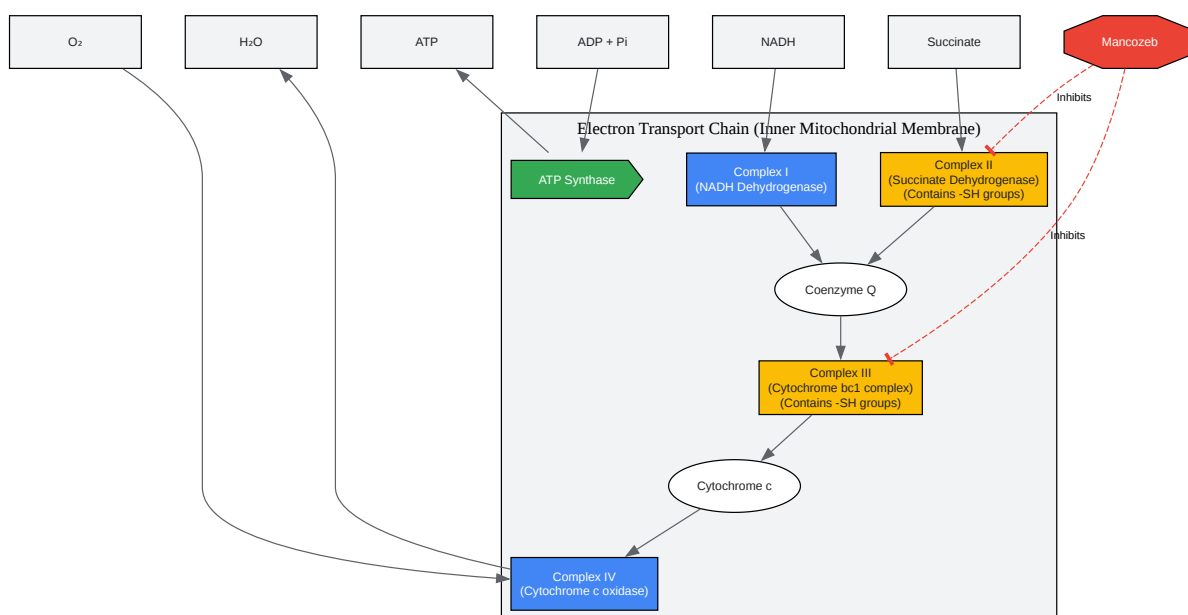 O₂
H₂O
ATP
ADP + Pi
NADH
Succinate
Mancozeb
Inhibits
Electron Transport Chain (Inner Mitochondrial Membrane)
ATP Synthase
Complex I
(NADH Dehydrogenase)
Complex II
(Succinate Dehydrogenase)
(Contains -SH groups)
Inhibits
Coenzyme Q
Complex III
(Cytochrome bc1 complex)
(Contains -SH groups)
Cytochrome c
Complex IV
(Cytochrome c oxidase)